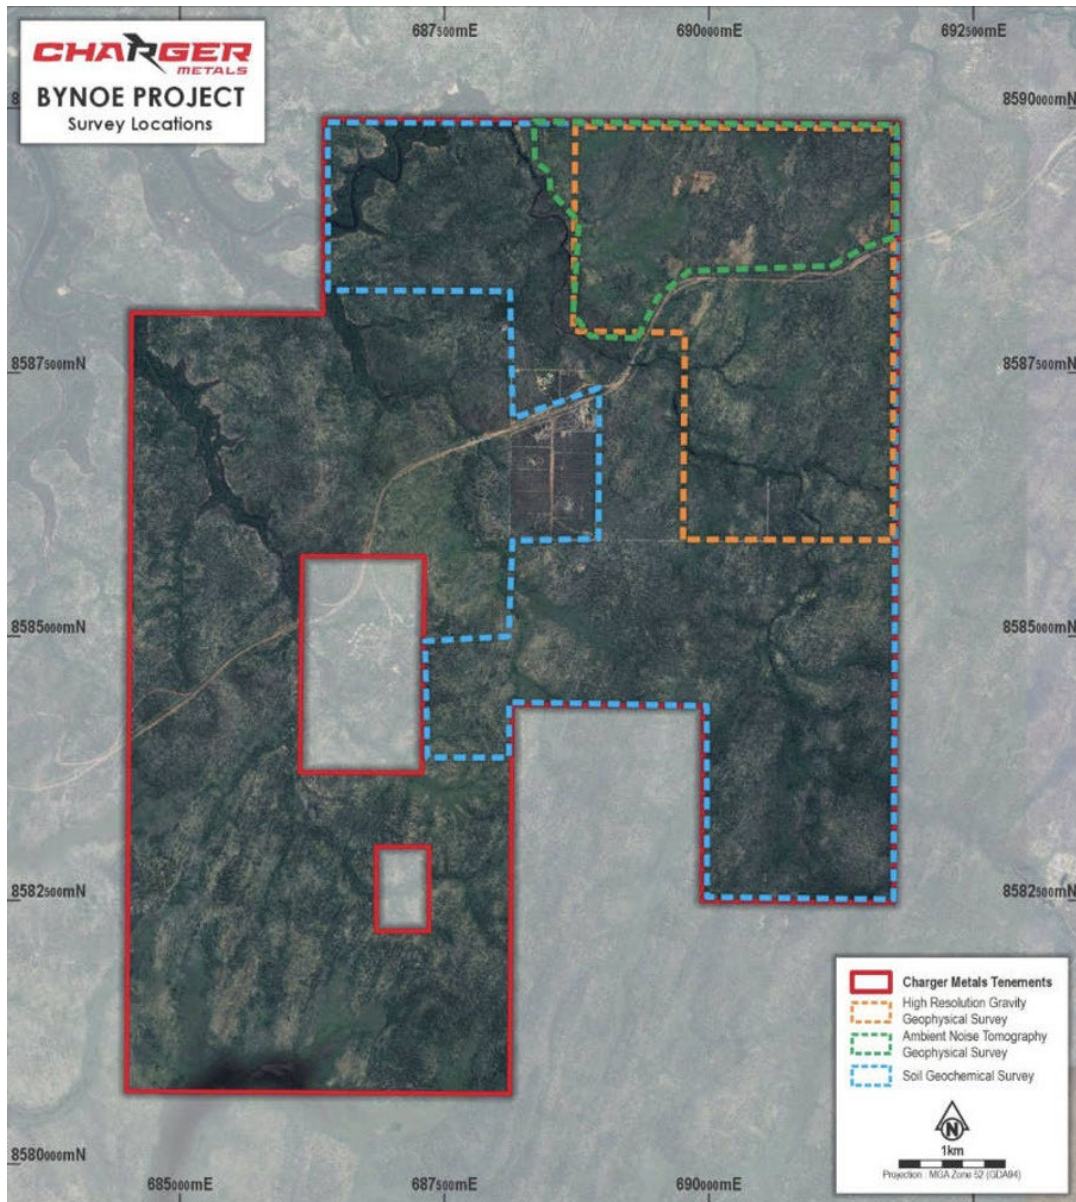 687500mE
690000mE
692500mE
CHARGER
METALS
BYNOE PROJECT
Survey Locations
8590000mN
8587500mN
8587500mN
8585000mN
8585000mN
8582500mN
8582500mN
Charger Metals Tenements
High Resolution Gravity
Geophysical Survey
Ambient Noise Tomography
Geophysical Survey
Soil Geochemical Survey
N
1km
Projection : MGA Zone 52 (GDA94)
8580000mN
685000mE
687500mE
690000mE